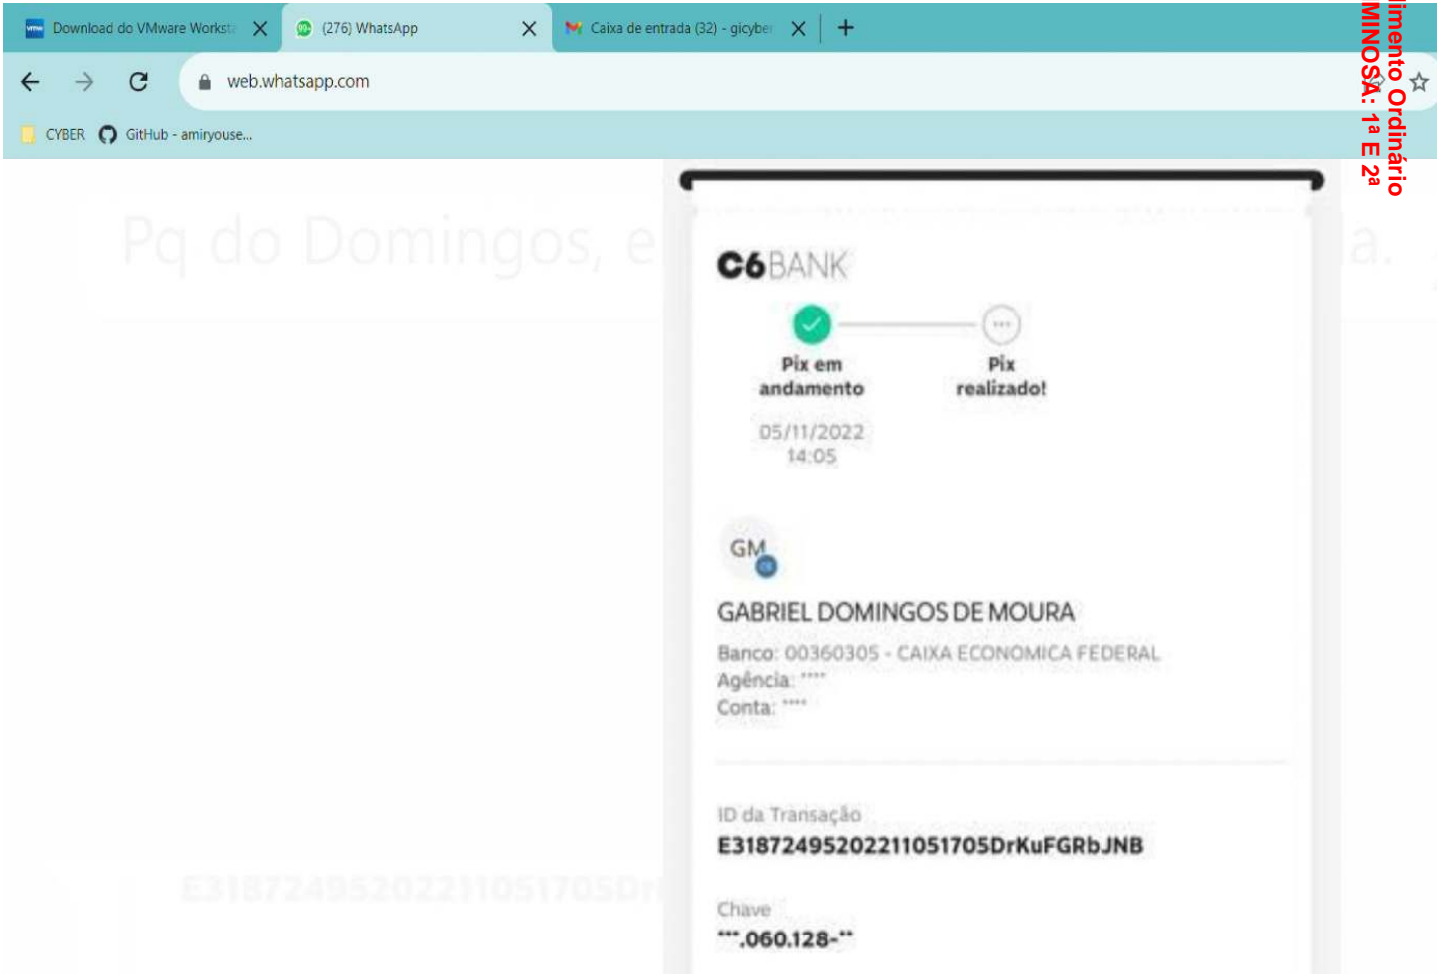 Download do VMware Workst
(276) WhatsApp
Caixa de entrada (32) - gicyber
web.whatsapp.com
CYBER
GitHub - amiryouse...
imento Ordinário
MINOSA: 1ª E 2ª
Pq do Domingos, e
a.
C6BANK
Pix em
andamento
Pix
realizado!
05/11/2022
14:05
GM
GABRIEL DOMINGOS DE MOURA
Banco: 00360305 - CAIXA ECONOMICA FEDERAL
Agência: ****
Conta: ****
ID da Transação
E31872495202211051705DrKuFGRbJNB
E31872495202211051705Dr
Chave
***.060.128-**